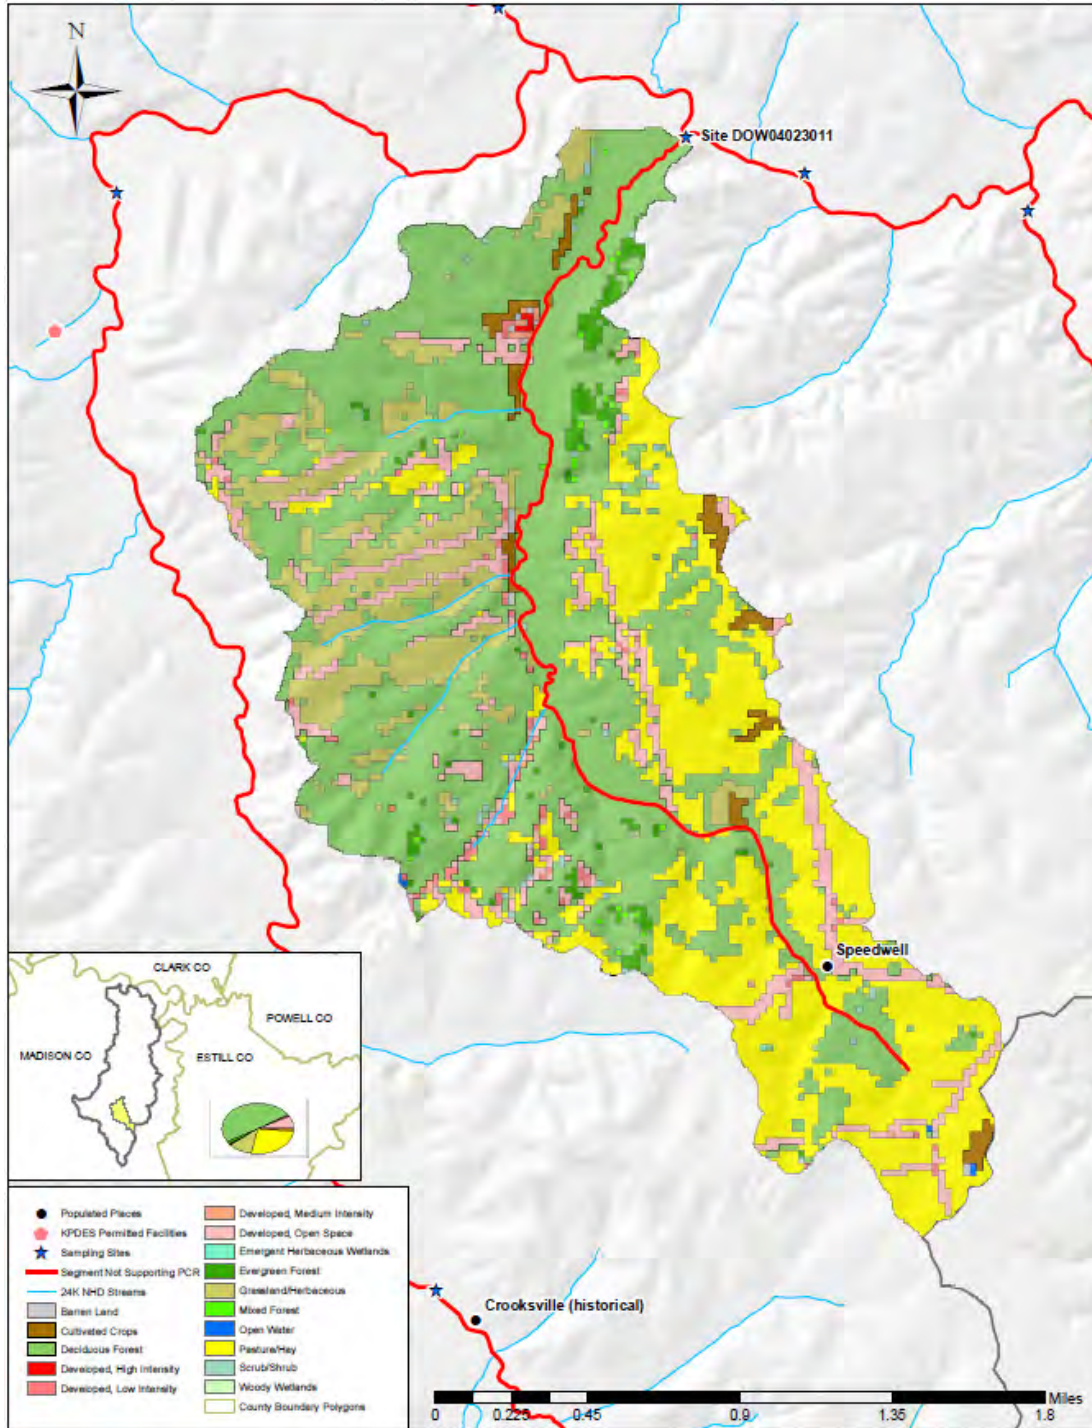 N
Site DOW04023011
Speedwell
CLARK CO
POWELL CO
MADISON CO
ESTILL CO
Populated Places
KPDES Permitted Facilities
Sampling Sites
Segment Not Supporting PCR
24K NHD Streams
Barren Land
Cultivated Crops
Deciduous Forest
Developed, High Intensity
Developed, Low Intensity
Developed, Medium Intensity
Developed, Open Space
Emergent Herbaceous Wetlands
Evergreen Forest
Grassland/Herbaceous
Mixed Forest
Open Water
Pasture/Hay
Scrub/Shrub
Woody Wetlands
County Boundary Polygons
Crooksville (historical)
Miles
0 0.225 0.45 0.9 1.35 1.8